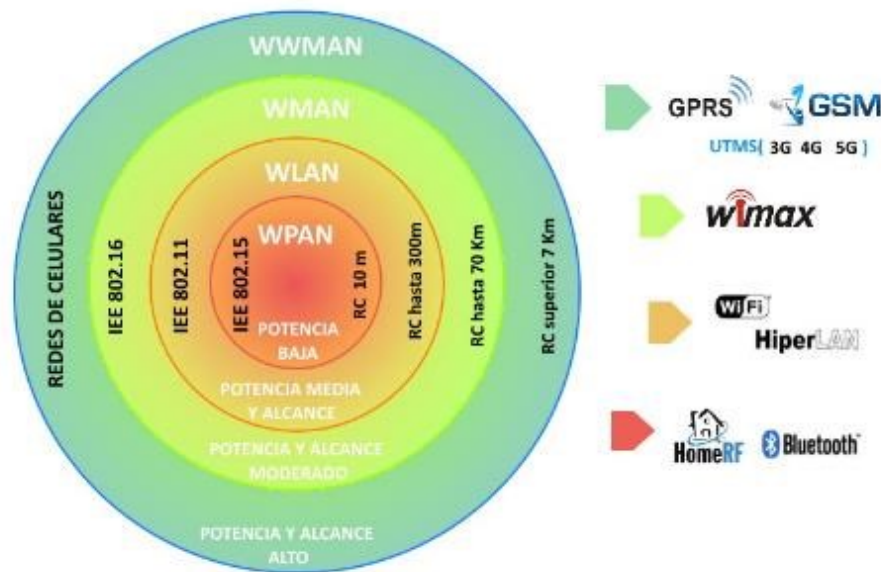 WWMAN
WMAN
WLAN
WPAN
REDES DE CELULARES
IEE 802.16
IEE 802.11
IEE 802.15
RC 10 m
RC hasta 300m
RC hasta 70 Km
RC superior 7 Km
POTENCIA
BAJA
POTENCIA MEDIA
Y ALCANCE
POTENCIA Y ALCANCE
MODERADO
POTENCIA Y ALCANCE
ALTO
GPRS GSM
UTMS( 3G 4G 5G )
wimax
WiFi
HiperLAN
HomeRF Bluetooth